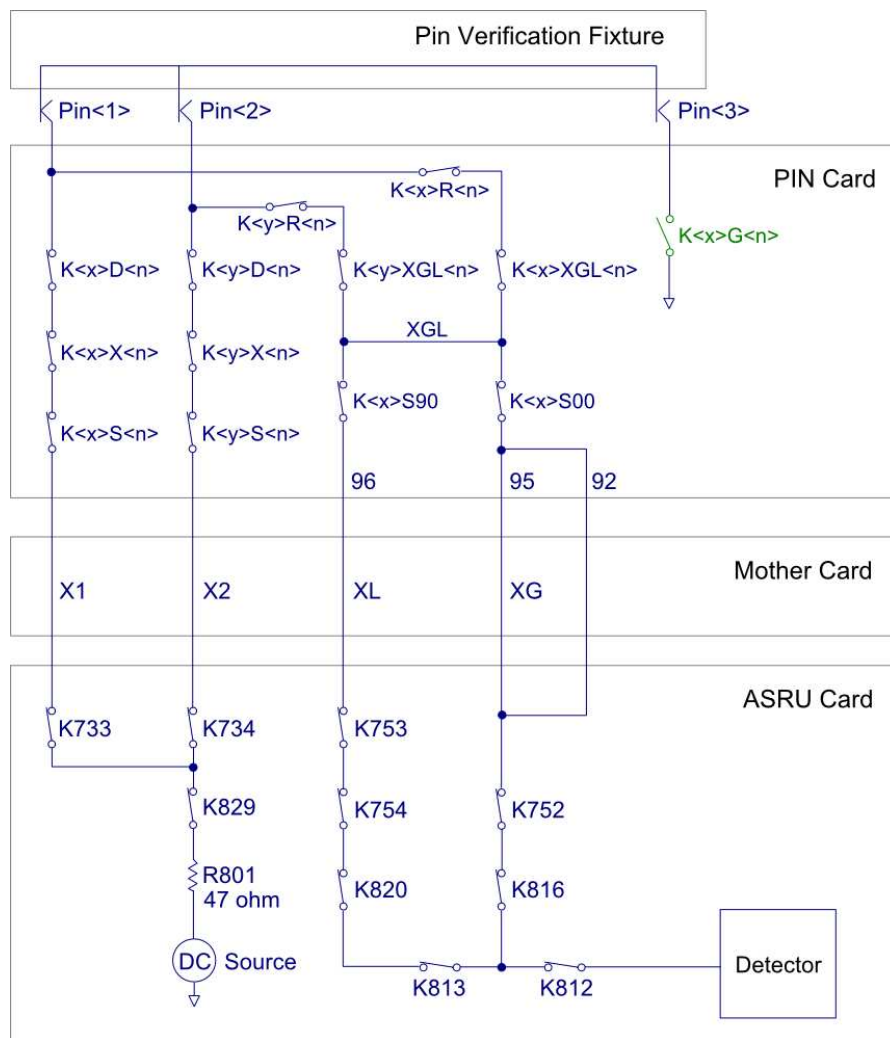 Pin Verification Fixture
Pin<1>
Pin<2>
Pin<3>
PIN Card
K<x>R<n>
K<y>R<n>
K<x>G<n>
K<x>D<n>
K<y>D<n>
K<y>XGL<n>
K<x>XGL<n>
XGL
K<x>X<n>
K<y>X<n>
K<x>S90
K<x>S00
K<x>S<n>
K<y>S<n>
96
95
92
Mother Card
X1
X2
XL
XG
ASRU Card
K733
K734
K753
K829
K754
K752
R801
47 ohm
K820
K816
DC
Source
Detector
K813
K812